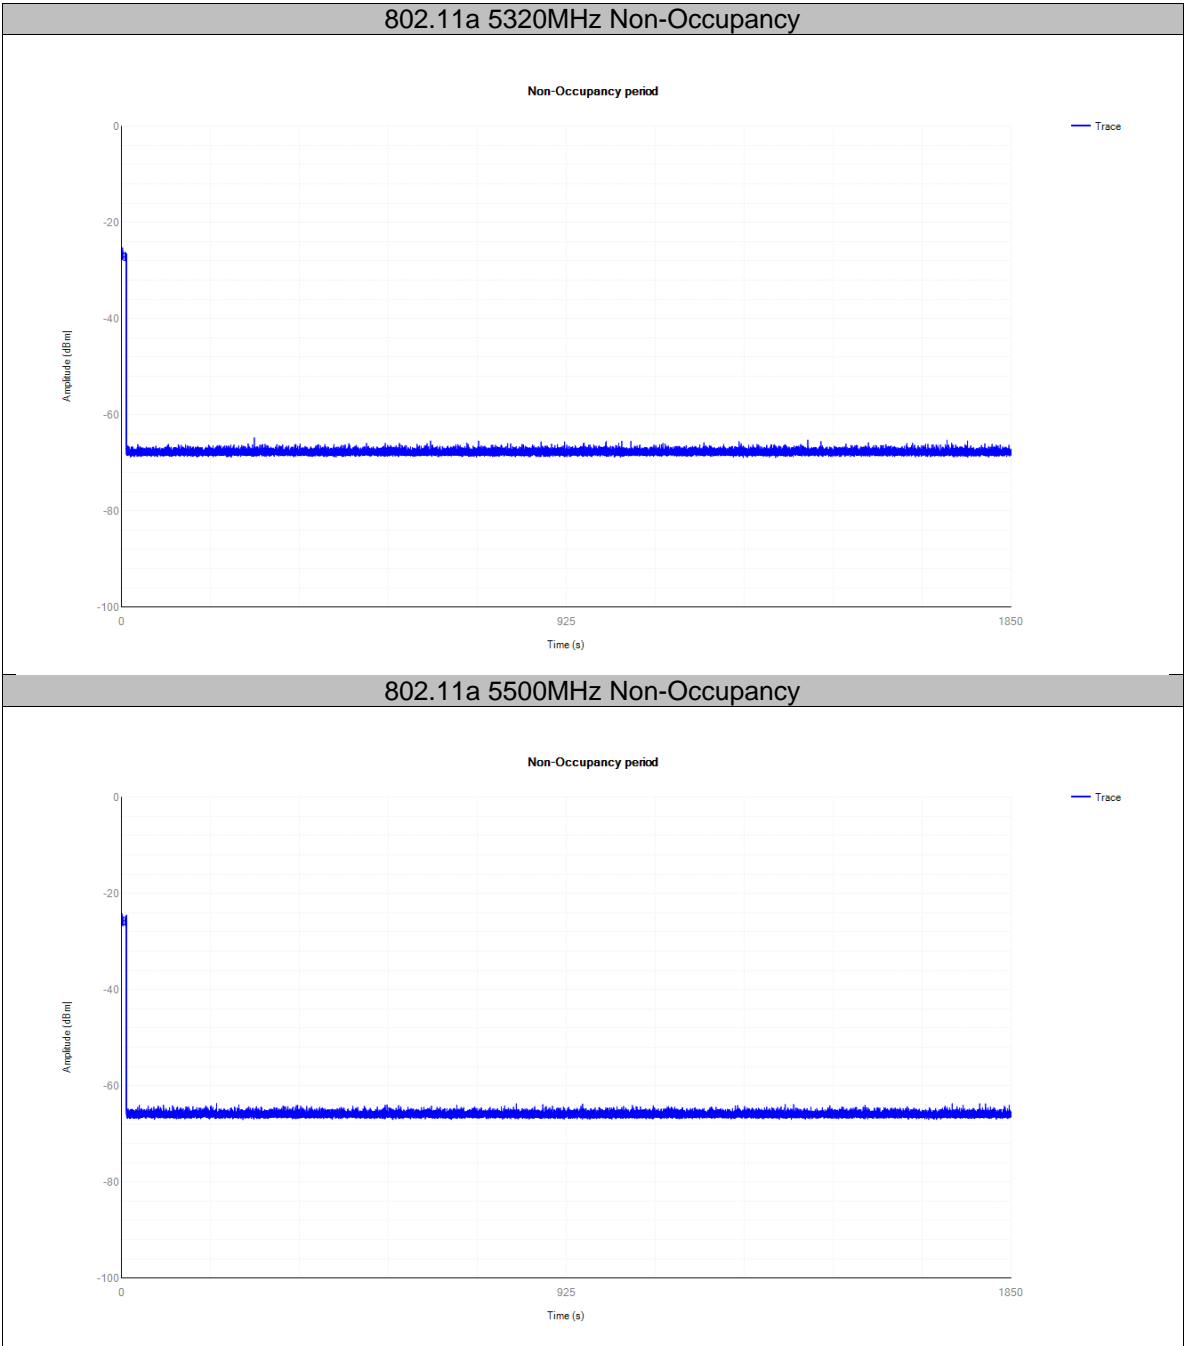 802.11a 5320MHz Non-Occupancy
Non-Occupancy period
Trace
0
-20
-40
-60
-80
-100
Amplitude (dBm)
0 925 1850
Time (s)
802.11a 5500MHz Non-Occupancy
Non-Occupancy period
Trace
0
-20
-40
-60
-80
-100
Amplitude (dBm)
0 925 1850
Time (s)